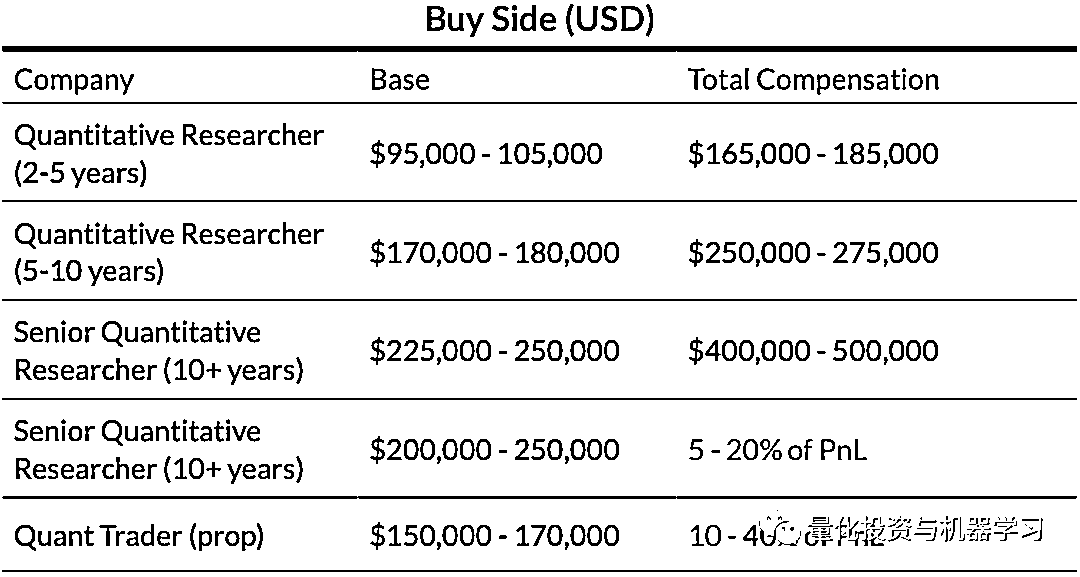 Buy Side (USD)
Company Base Total Compensation
Quantitative Researcher
(2-5 years) $95,000 - 105,000 $165,000 - 185,000
Quantitative Researcher
(5-10 years) $170,000 - 180,000 $250,000 - 275,000
Senior Quantitative
Researcher (10+ years) $225,000 - 250,000 $400,000 - 500,000
Senior Quantitative
Researcher (10+ years) $200,000 - 250,000 5 - 20% of PnL
Quant Trader (prop) $150,000 - 170,000 10 - of
量化投资与机器学习